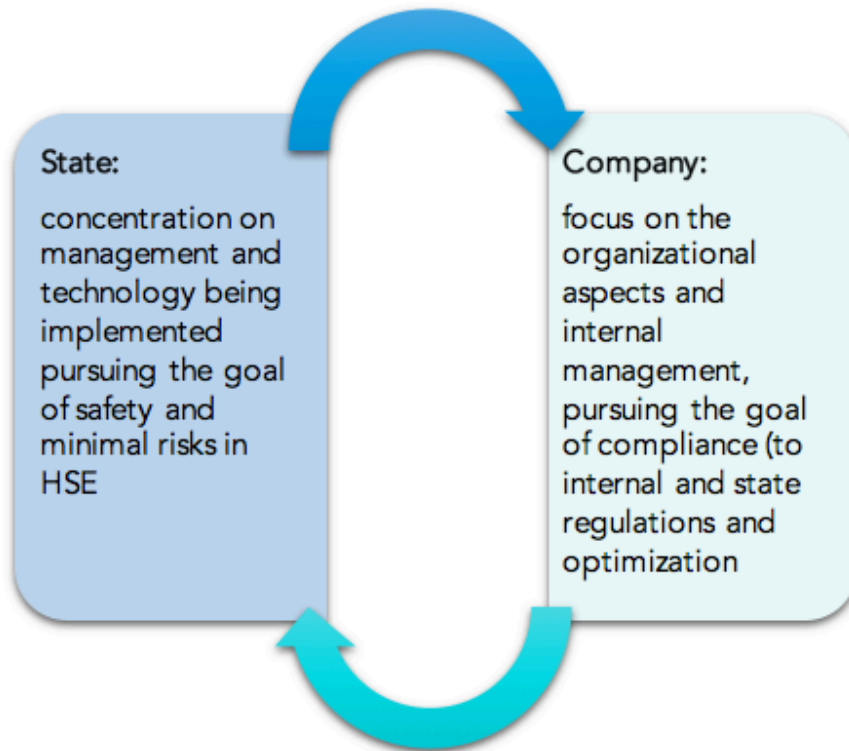 State:
concentration on
management and
technology being
implemented
pursuing the goal
of safety and
minimal risks in
HSE
Company:
focus on the
organizational
aspects and
internal
management,
pursuing the goal
of compliance (to
internal and state
regulations and
optimization